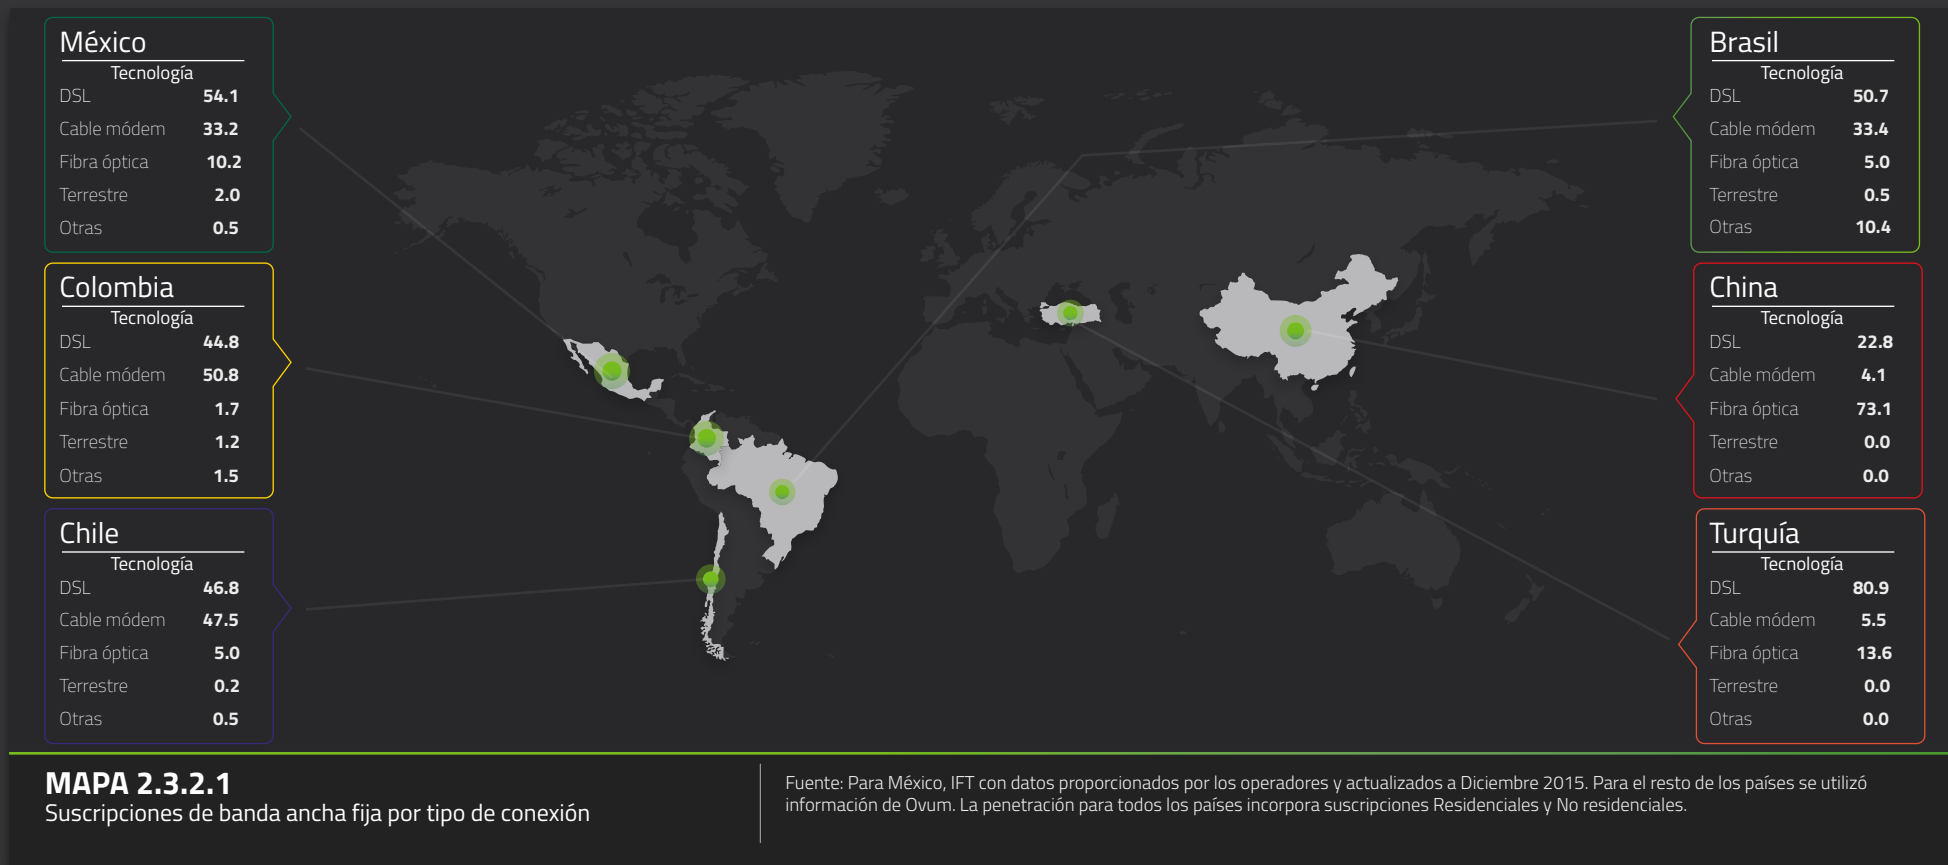 México
Tecnología
DSL 54.1
Cable módem 33.2
Fibra óptica 10.2
Terrestre 2.0
Otras 0.5
Colombia
Tecnología
DSL 44.8
Cable módem 50.8
Fibra óptica 1.7
Terrestre 1.2
Otras 1.5
Chile
Tecnología
DSL 46.8
Cable módem 47.5
Fibra óptica 5.0
Terrestre 0.2
Otras 0.5
Brasil
Tecnología
DSL 50.7
Cable módem 33.4
Fibra óptica 5.0
Terrestre 0.5
Otras 10.4
China
Tecnología
DSL 22.8
Cable módem 4.1
Fibra óptica 73.1
Terrestre 0.0
Otras 0.0
Turquía
Tecnología
DSL 80.9
Cable módem 5.5
Fibra óptica 13.6
Terrestre 0.0
Otras 0.0
MAPA 2.3.2.1
Suscripciones de banda ancha fija por tipo de conexión
Fuente: Para México, IFT con datos proporcionados por los operadores y actualizados a Diciembre 2015. Para el resto de los países se utilizó
información de Ovum. La penetración para todos los países incorpora suscripciones Residenciales y No residenciales.